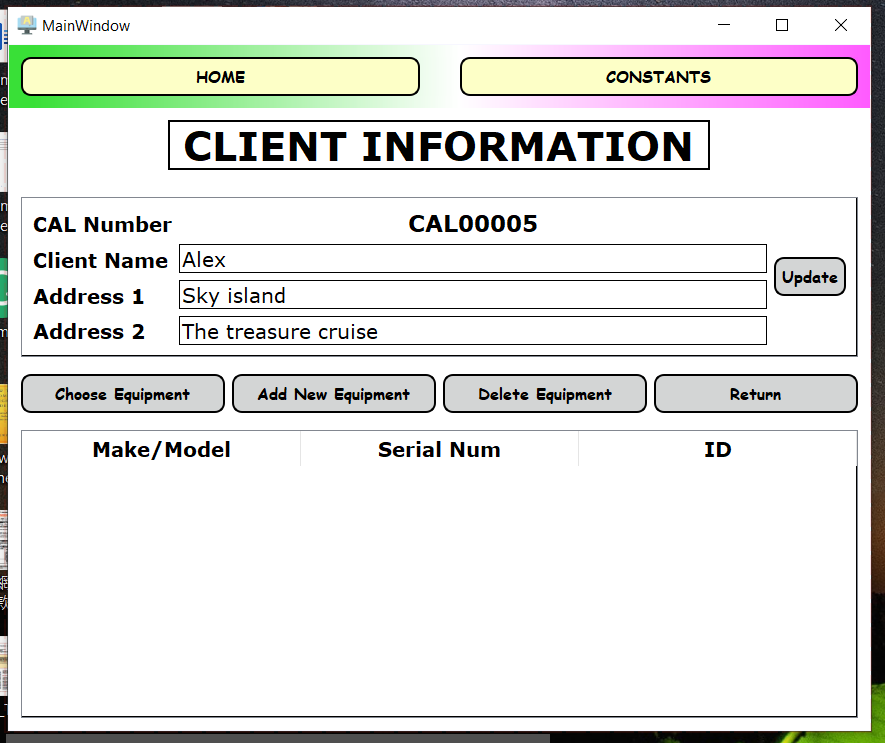 MainWindow
HOME CONSTANTS
CLIENT INFORMATION
CAL Number CAL00005
Client Name Alex
Update
Address 1 Sky island
Address 2 The treasure cruise
Choose Equipment Add New Equipment Delete Equipment Return
Make/Model Serial Num ID